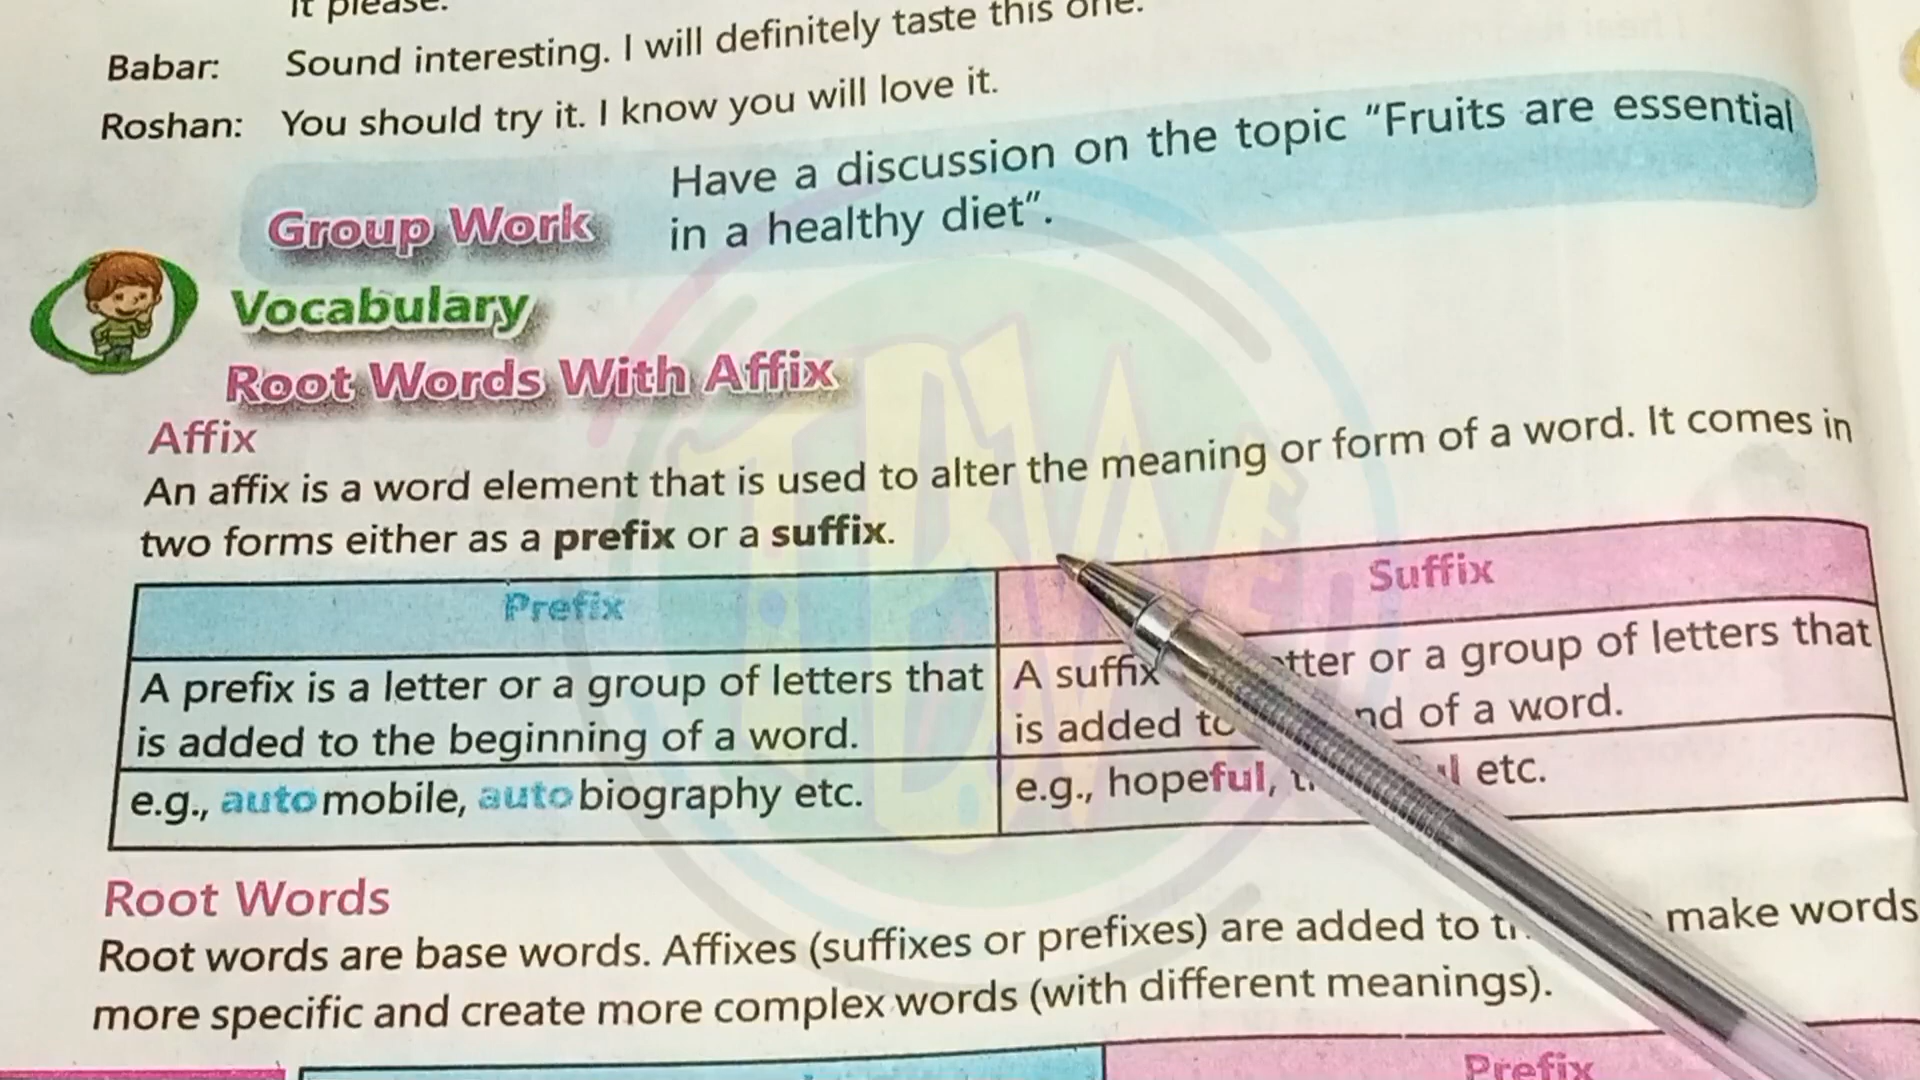 it please.
Babar: Sound interesting. I will definitely taste this one.
Roshan: You should try it. I know you will love it.
Group Work
Have a discussion on the topic "Fruits are essential
in a healthy diet".
Vocabulary
Root Words With Affix
Affix
An affix is a word element that is used to alter the meaning or form of a word. It comes in
two forms either as a prefix or a suffix.
Prefix
Suffix
A prefix is a letter or a group of letters that
is added to the beginning of a word.
A suffix or a group of letters that
is added of a word.
e.g., automobile, autobiography etc.
e.g., hopeful, etc.
Root Words
Root words are base words. Affixes (suffixes or prefixes) are added to make words
more specific and create more complex words (with different meanings).
Prefix